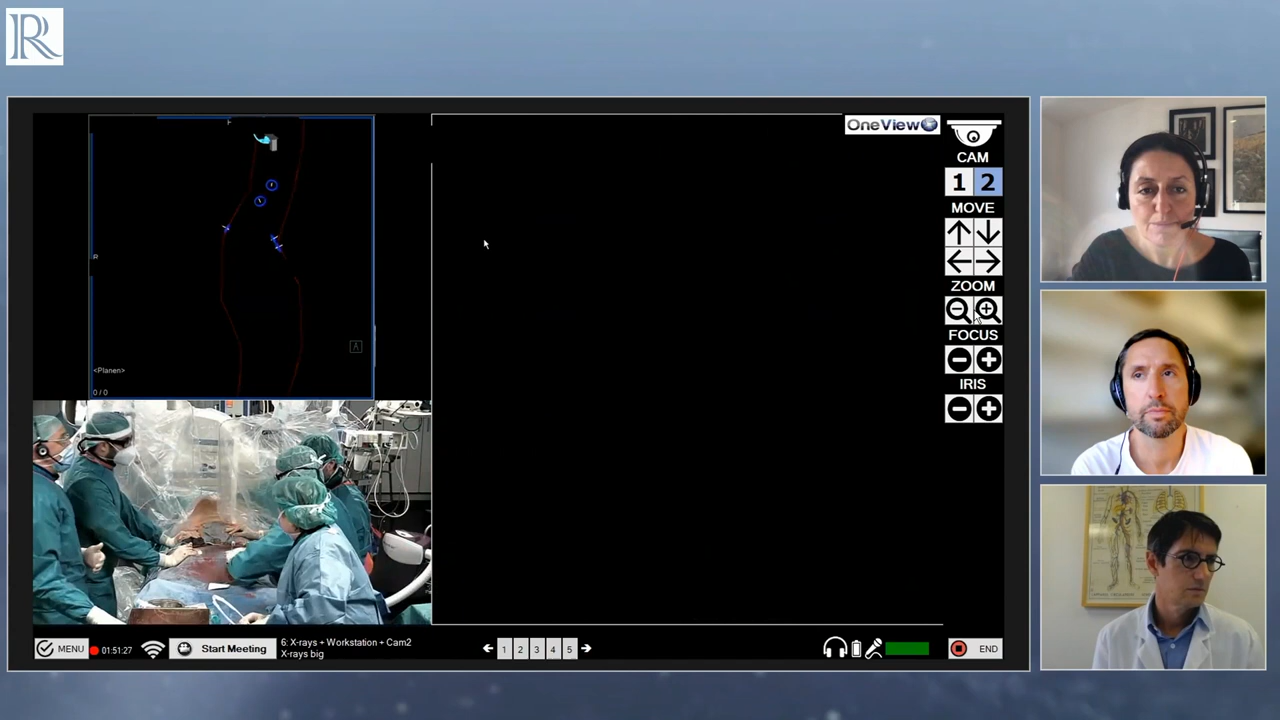 R
OneView
CAM
1 2
MOVE
ZOOM
FOCUS
IRIS
R
A
<Planen>
0 / 0
MENU
01:51:27
Start Meeting
6: X-rays + Workstation + Cam2
X-rays big
1 2 3 4 5
END